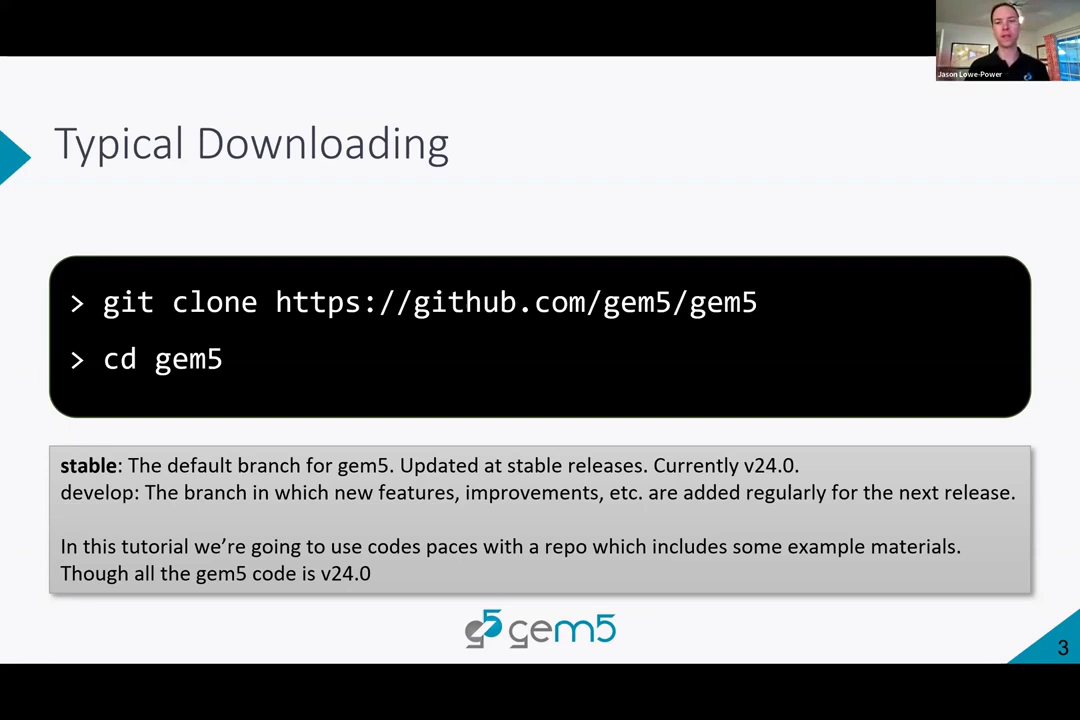 Jason Lowe-Power
Typical Downloading
> git clone https://github.com/gem5/gem5
> cd gem5
stable: The default branch for gem5. Updated at stable releases. Currently v24.0.
develop: The branch in which new features, improvements, etc. are added regularly for the next release.
In this tutorial we’re going to use codes paces with a repo which includes some example materials.
Though all the gem5 code is v24.0
g5 gem5
3